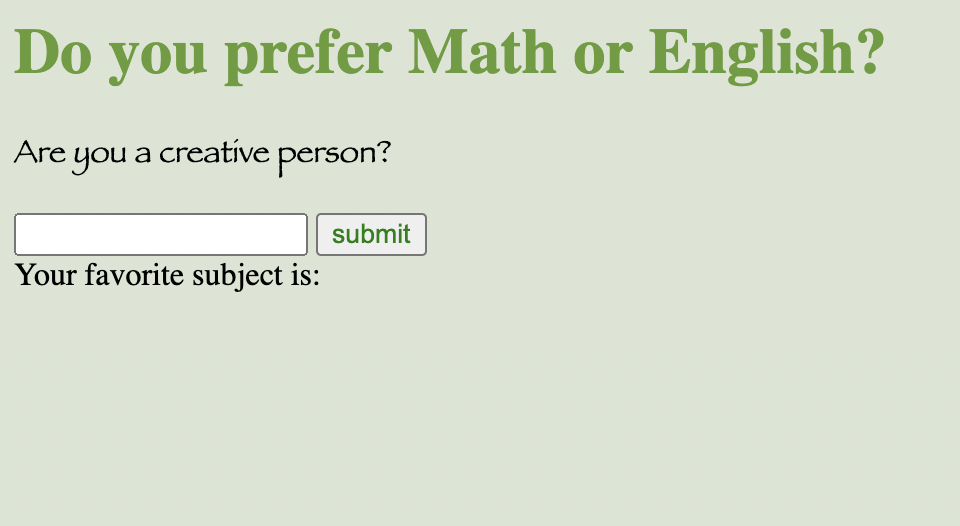 Do you prefer Math or English?
Are you a creative person?
submit
Your favorite subject is: